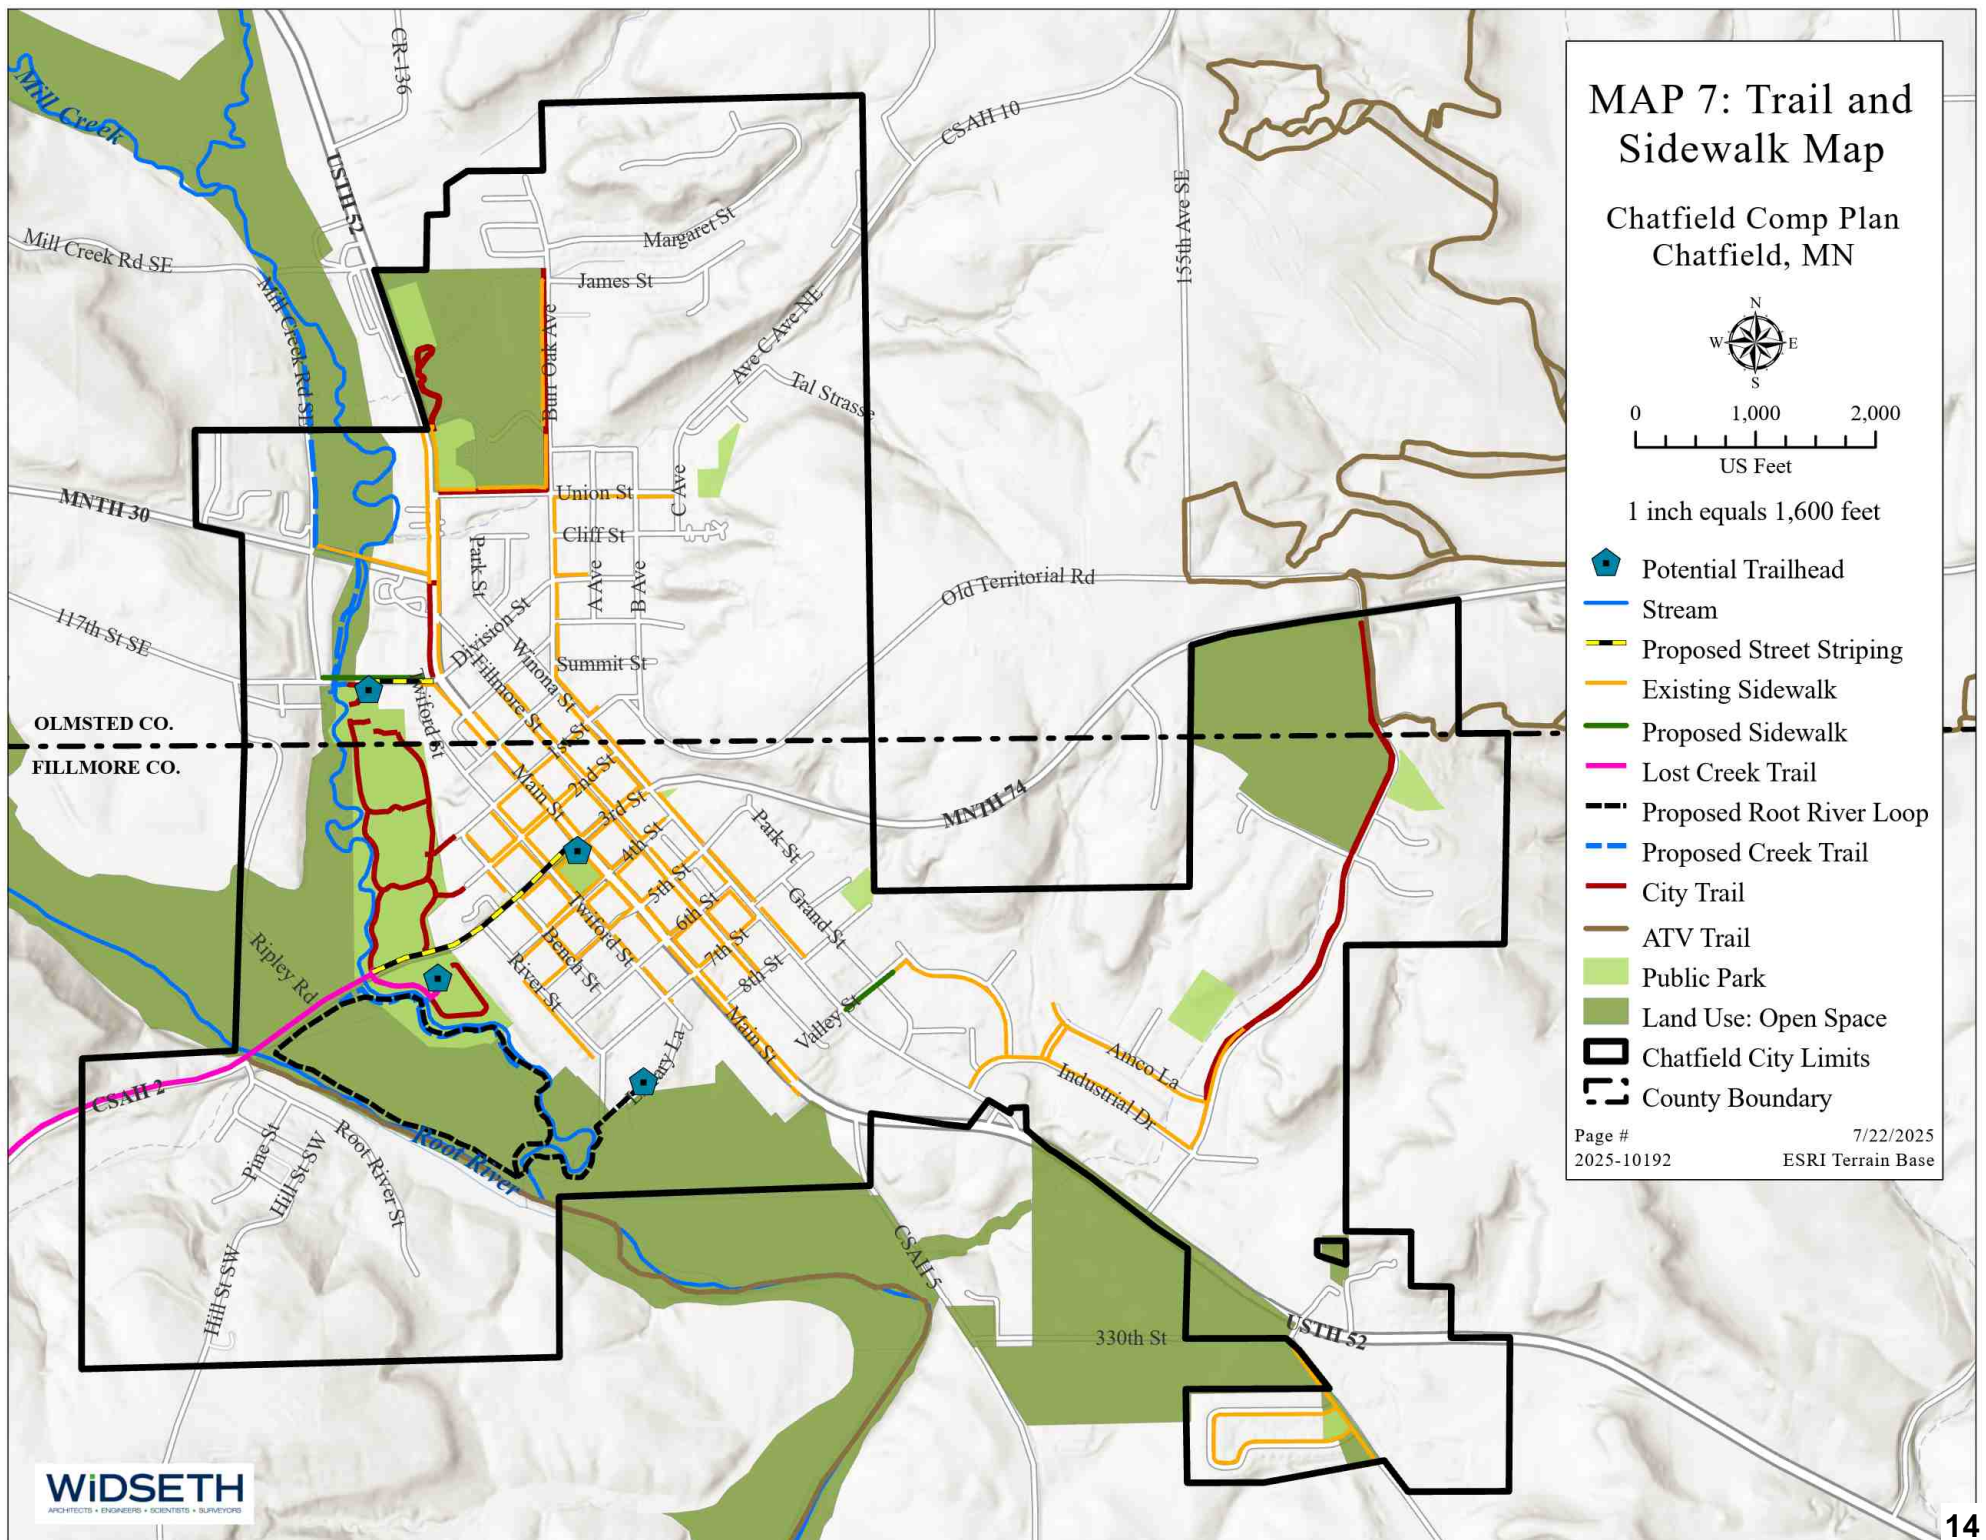 MAP 7: Trail and
Sidewalk Map
Chatfield Comp Plan
Chatfield, MN
N
W
E
S
0
1,000
2,000
US Feet
1 inch equals 1,600 feet
Potential Trailhead
Stream
Proposed Street Striping
Existing Sidewalk
Proposed Sidewalk
Lost Creek Trail
Proposed Root River Loop
Proposed Creek Trail
City Trail
ATV Trail
Public Park
Land Use: Open Space
Chatfield City Limits
County Boundary
Page #
7/22/2025
2025-10192
ESRI Terrain Base
Mill Creek
CR-136
USTH 52
CSAH 10
155th Ave SE
Mill Creek Rd SE
Mill Creek Rd SE
Margaret St
James St
Burr Oak Ave
Ave C Ave NE
Tal Strasse
MNTH 30
Union St
C Ave
Cliff St
Park St
A Ave
B Ave
Old Territorial Rd
117th St SE
Division St
Winona St
Fillmore St
Summit St
Twiford St
OLMSTED CO.
FILLMORE CO.
1st St
2nd St
Main St
3rd St
4th St
5th St
6th St
7th St
8th St
Park St
Grand St
MNTH 74
Twiford St
Bench St
River St
Ripley Rd
Main St
Valley St
Amco La
Industrial Dr
CSAH 2
Root River
Pine St
Hill St SW
Root River St
Hill St SW
CSAH 5
330th St
USTH 52
WiDSETH
ARCHITECTS • ENGINEERS • SCIENTISTS • SURVEYORS
14